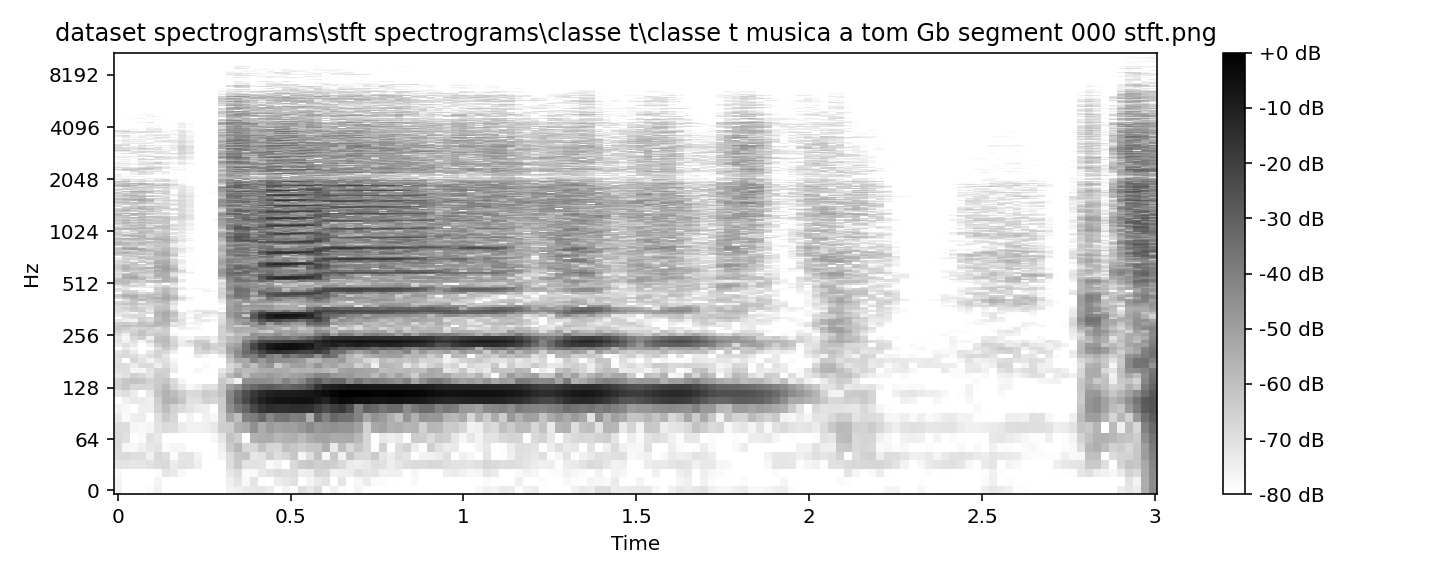 dataset spectrograms\stft spectrograms\classe t\classe t musica a tom Gb segment 000 stft.png
8192
4096
2048
1024
512
256
128
64
0
Hz
0
0.5
1
1.5
2
2.5
3
Time
+0 dB
-10 dB
-20 dB
-30 dB
-40 dB
-50 dB
-60 dB
-70 dB
-80 dB